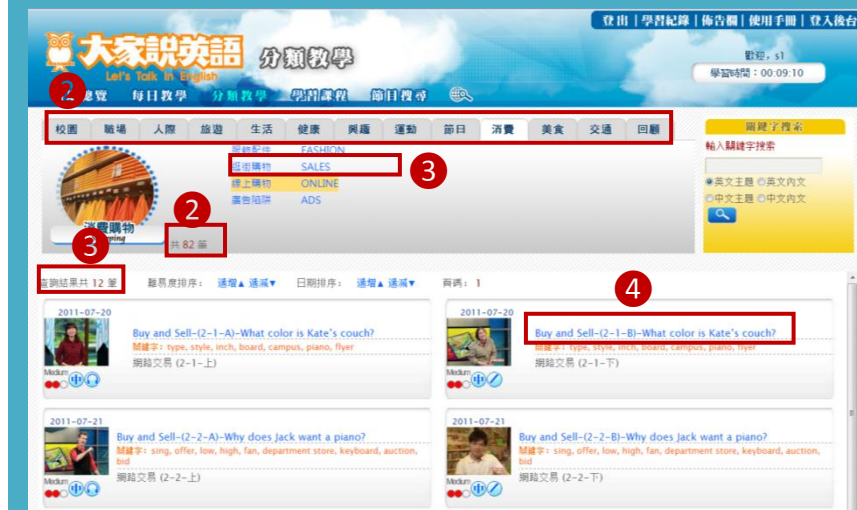 登出 | 學習紀錄 | 佈告欄 | 使用手冊 | 登入後台
大家說英語
Let's Talk in English
分類教學
歡迎，s1
學習時間：00:09:10
2
總覽 每日教學 分類教學 學習課程 節目搜尋
校園 職場 人際 旅遊 生活 健康 興趣 運動 節日 消費 美食 交通 回顧
服飾配件 FASHION
逛街購物 SALES
3
線上購物 ONLINE
廣告陷阱 ADS
關鍵字搜索
輸入關鍵字搜索
英文主題 英文內文
中文主題 中文內文
2
消費購物
共 82 筆
3
查詢結果共 12 筆 難易度排序： 遞增▲ 遞減▼ 日期排序： 遞增▲ 遞減▼ 頁碼： 1
4
2011-07-20
Buy and Sell-(2-1-A)-What color is Kate's couch?
關鍵字: type, style, inch, board, campus, piano, flyer
網路交易 (2-1-上)
Medium
中
2011-07-20
Buy and Sell-(2-1-B)-What color is Kate's couch?
關鍵字: type, style, inch, board, campus, piano, flyer
網路交易 (2-1-下)
Medium
中
2011-07-21
Buy and Sell-(2-2-A)-Why does Jack want a piano?
關鍵字: sing, offer, low, high, fan, department store, keyboard, auction,
bid
網路交易 (2-2-上)
Medium
中
2011-07-21
Buy and Sell-(2-2-B)-Why does Jack want a piano?
關鍵字: sing, offer, low, high, fan, department store, keyboard, auction,
bid
網路交易 (2-2-下)
Medium
中